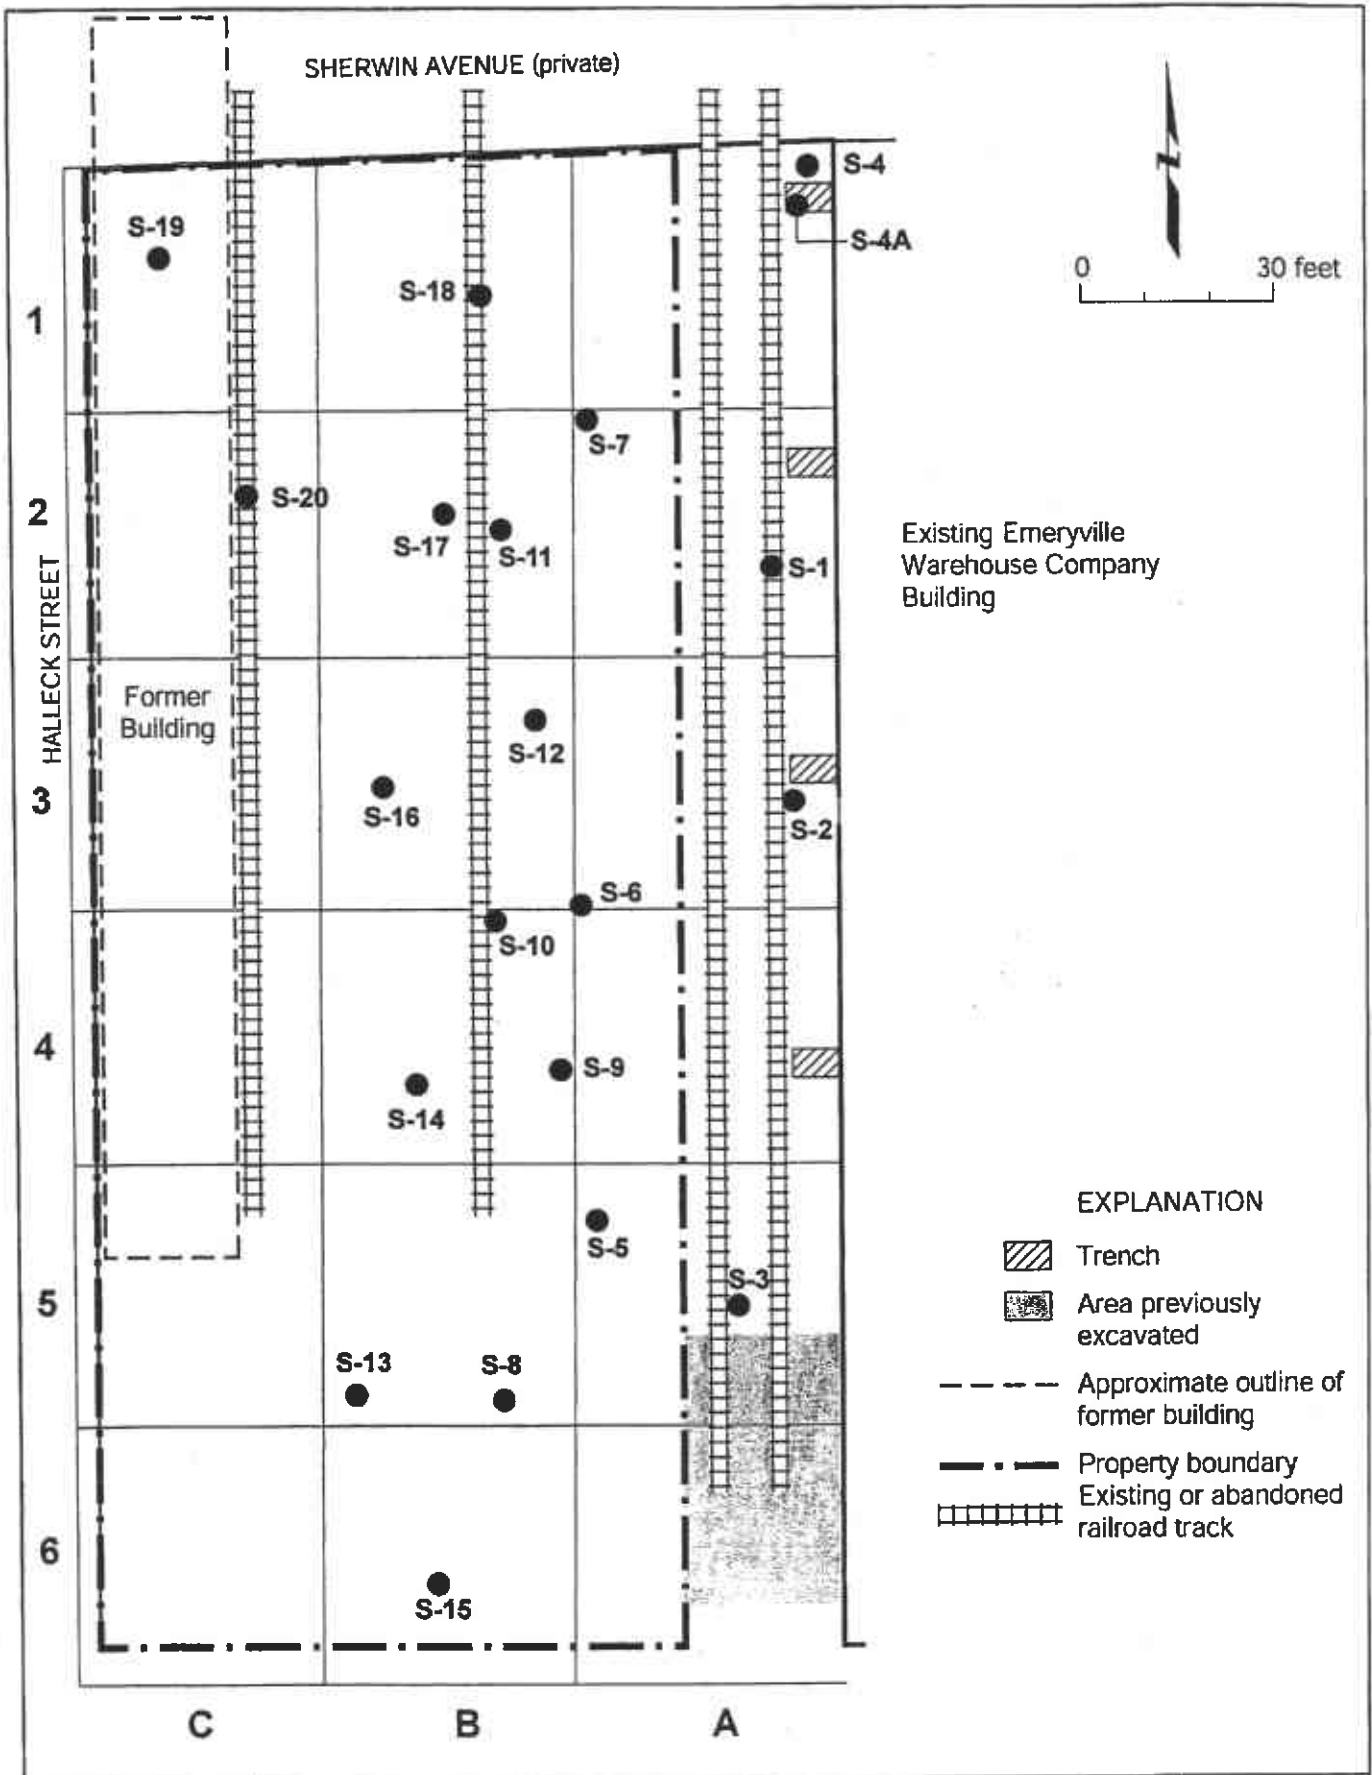 SHERWIN AVENUE (private)
S-4
S-4A
S-19
S-18
0 30 feet
1
S-7
2
S-20
S-17
S-11
S-1
Existing Emeryville
Warehouse Company
Building
HALLECK STREET
Former
Building
S-12
3
S-16
S-2
S-6
S-10
4
S-9
S-14
S-5
S-3
5
S-13
S-8
6
S-15
C
B
A
EXPLANATION
Trench
Area previously
excavated
Approximate outline of
former building
Property boundary
Existing or abandoned
railroad track